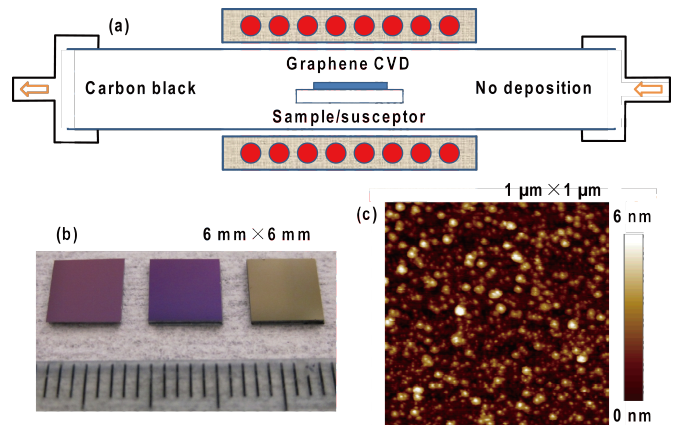 (a)
Graphene CVD
Carbon black
No deposition
Sample/susceptor
(b)
6 mm×6 mm
(c)
1 µm×1 µm
6 nm
0 nm